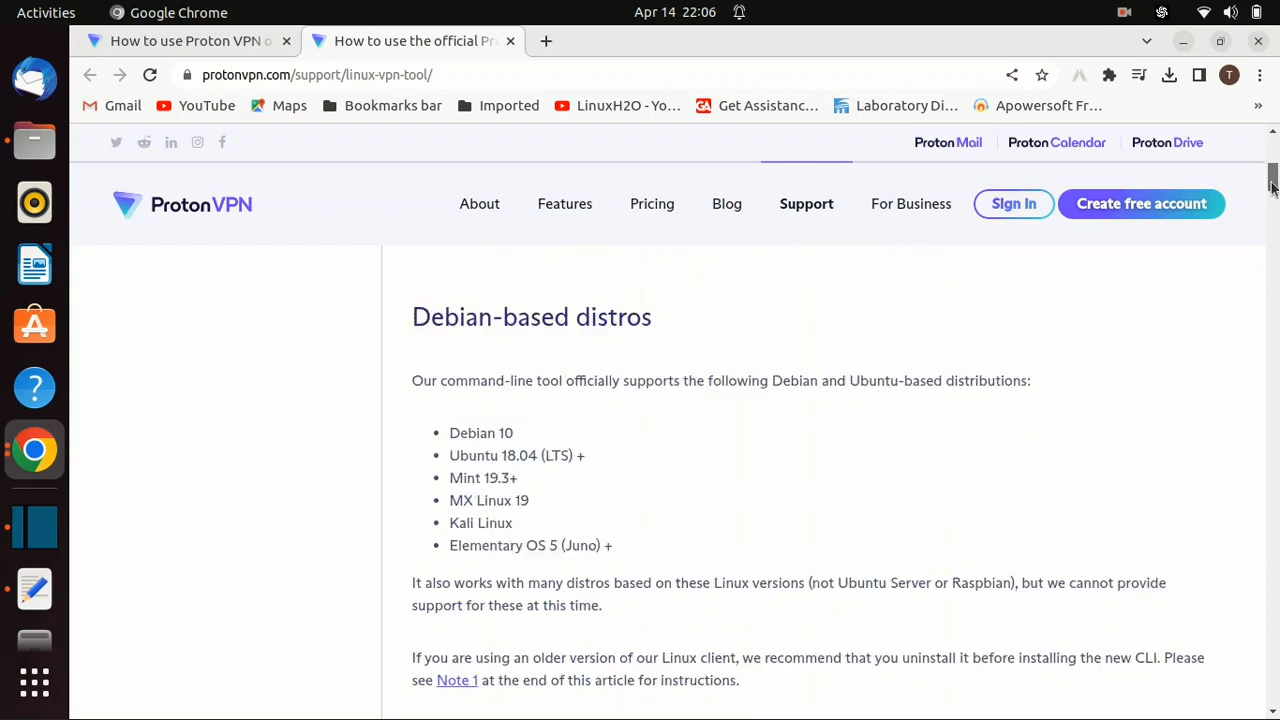 Activities Google Chrome Apr 14 22:06
How to use Proton VPN o
How to use the official Pr
protonvpn.com/support/linux-vpn-tool/
Gmail YouTube Maps Bookmarks bar Imported LinuxH2O - Yo... Get Assistanc... Laboratory Di... Apowersoft Fr... »
Proton Mail Proton Calendar Proton Drive
ProtonVPN About Features Pricing Blog Support For Business Sign In Create free account
Debian-based distros
Our command-line tool officially supports the following Debian and Ubuntu-based distributions:
• Debian 10
• Ubuntu 18.04 (LTS) +
• Mint 19.3+
• MX Linux 19
• Kali Linux
• Elementary OS 5 (Juno) +
It also works with many distros based on these Linux versions (not Ubuntu Server or Raspbian), but we cannot provide
support for these at this time.
If you are using an older version of our Linux client, we recommend that you uninstall it before installing the new CLI. Please
see Note 1 at the end of this article for instructions.